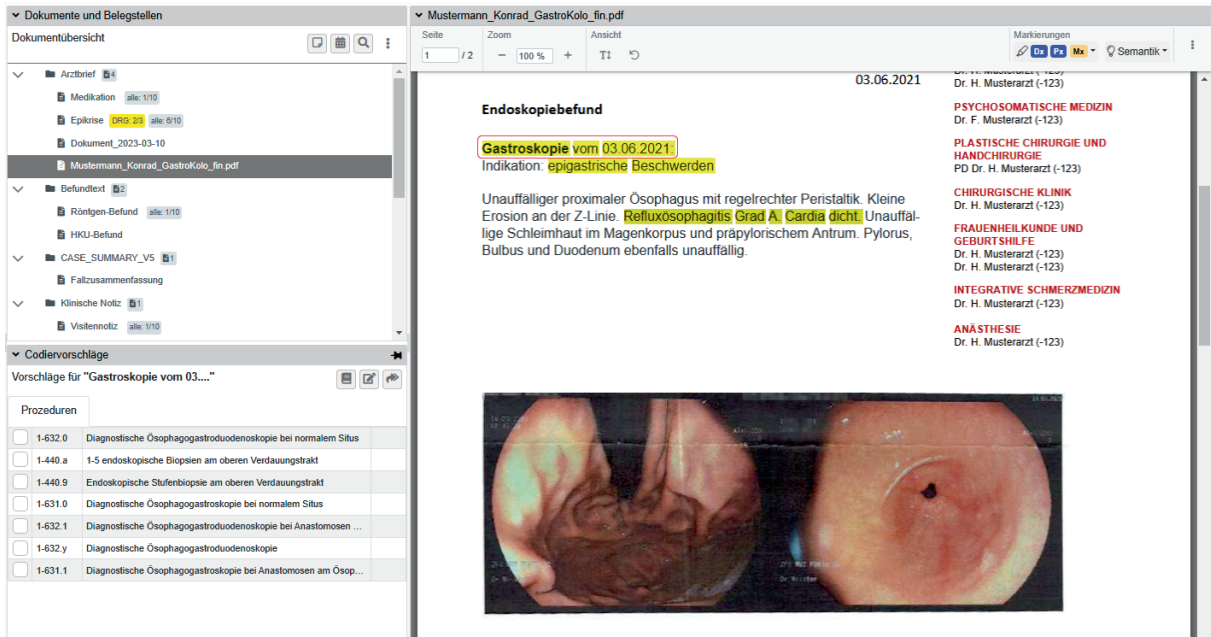 Dokumente und Belegstellen
Dokumentübersicht
Arztbrief 4
Medikation alle: 1/10
Epikrise DRG: 2/3 alle: 6/10
Dokument_2023-03-10
Mustermann_Konrad_GastroKolo_fin.pdf
Befundtext 2
Röntgen-Befund alle: 1/10
HKU-Befund
CASE_SUMMARY_V5 1
Fallzusammenfassung
Klinische Notiz 1
Visitennotiz alle: 1/10
Codiervorschläge
Vorschläge für "Gastroskopie vom 03...."
Prozeduren
1-632.0 Diagnostische Ösophagogastroduodenoskopie bei normalem Situs
1-440.a 1-5 endoskopische Biopsien am oberen Verdauungstrakt
1-440.9 Endoskopische Stufenbiopsie am oberen Verdauungstrakt
1-631.0 Diagnostische Ösophagogastroskopie bei normalem Situs
1-632.1 Diagnostische Ösophagogastroduodenoskopie bei Anastomosen ...
1-632.y Diagnostische Ösophagogastroduodenoskopie
1-631.1 Diagnostische Ösophagogastroskopie bei Anastomosen am Ösop...
Mustermann_Konrad_GastroKolo_fin.pdf
Seite Zoom Ansicht Markierungen
1 / 2 − 100 % + Dx Px Mx Semantik
03.06.2021
Endoskopiebefund
Gastroskopie vom 03.06.2021:
Indikation: epigastrische Beschwerden
Unauffälliger proximaler Ösophagus mit regelrechter Peristaltik. Kleine
Erosion an der Z-Linie. Refluxösophagitis Grad A. Cardia dicht. Unauffäl-
lige Schleimhaut im Magenkorpus und präpylorischem Antrum. Pylorus,
Bulbus und Duodenum ebenfalls unauffällig.
Dr. H. Musterarzt (-123)
Dr. H. Musterarzt (-123)
PSYCHOSOMATISCHE MEDIZIN
Dr. F. Musterarzt (-123)
PLASTISCHE CHIRURGIE UND
HANDCHIRURGIE
PD Dr. H. Musterarzt (-123)
CHIRURGISCHE KLINIK
Dr. H. Musterarzt (-123)
FRAUENHEILKUNDE UND
GEBURTSHILFE
Dr. H. Musterarzt (-123)
Dr. H. Musterarzt (-123)
INTEGRATIVE SCHMERZMEDIZIN
Dr. H. Musterarzt (-123)
ANÄSTHESIE
Dr. H. Musterarzt (-123)